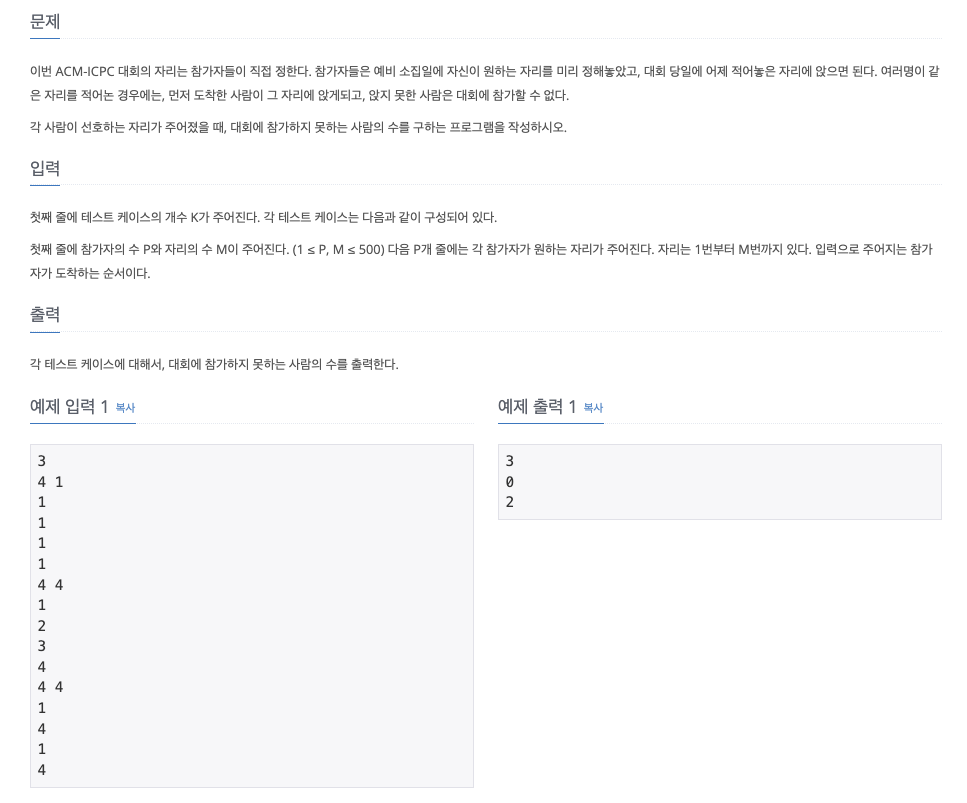 문제
이번 ACM-ICPC 대회의 자리는 참가자들이 직접 정한다. 참가자들은 예비 소집일에 자신이 원하는 자리를 미리 정해놓았고, 대회 당일에 어제 적어놓은 자리에 앉으면 된다. 여러명이 같
은 자리를 적어논 경우에는, 먼저 도착한 사람이 그 자리에 앉게되고, 앉지 못한 사람은 대회에 참가할 수 없다.
각 사람이 선호하는 자리가 주어졌을 때, 대회에 참가하지 못하는 사람의 수를 구하는 프로그램을 작성하시오.
입력
첫째 줄에 테스트 케이스의 개수 K가 주어진다. 각 테스트 케이스는 다음과 같이 구성되어 있다.
첫째 줄에 참가자의 수 P와 자리의 수 M이 주어진다. (1 ≤ P, M ≤ 500) 다음 P개 줄에는 각 참가자가 원하는 자리가 주어진다. 자리는 1번부터 M번까지 있다. 입력으로 주어지는 참가
자가 도착하는 순서이다.
출력
각 테스트 케이스에 대해서, 대회에 참가하지 못하는 사람의 수를 출력한다.
예제 입력 1 복사
3
4 1
1
1
1
1
4 4
1
2
3
4
4 4
1
4
1
4
예제 출력 1 복사
3
0
2